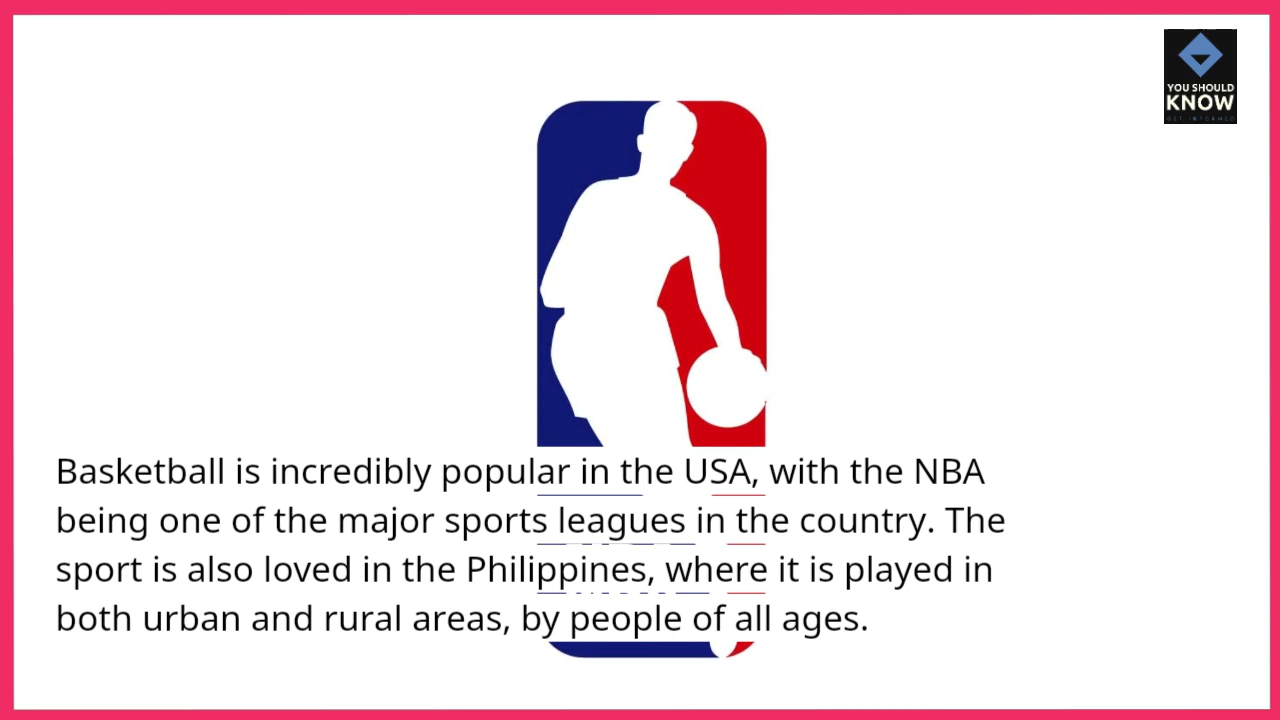 YOU SHOULD
KNOW
GET INFORMED
Basketball is incredibly popular in the USA, with the NBA
being one of the major sports leagues in the country. The
sport is also loved in the Philippines, where it is played in
both urban and rural areas, by people of all ages.